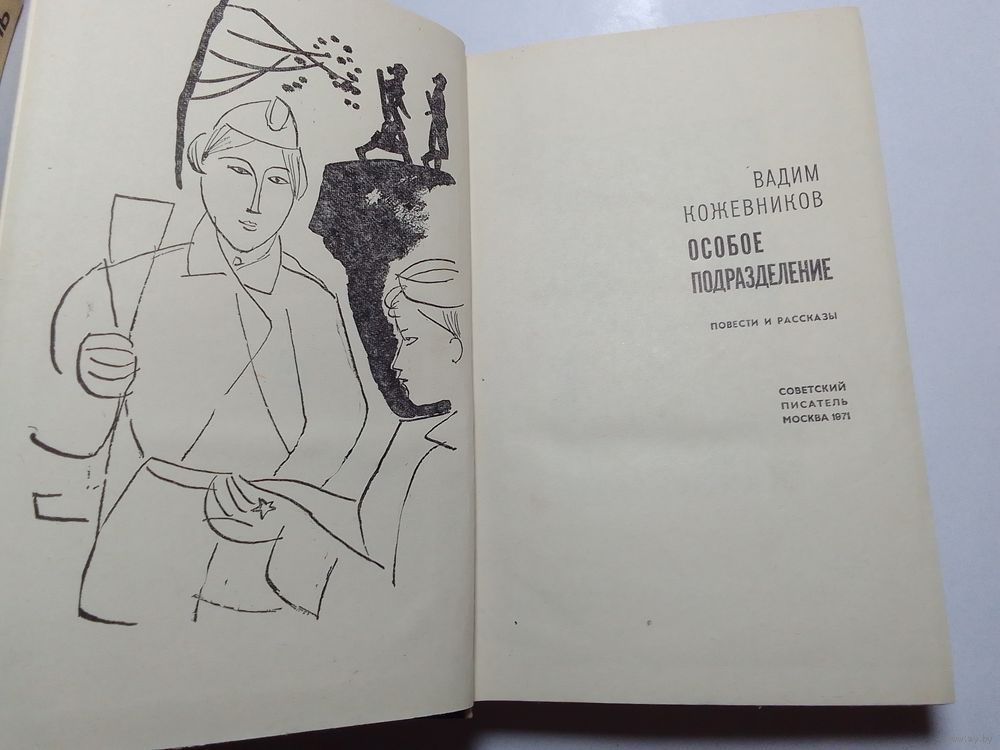 ВАДИМ
КОЖЕВНИКОВ
ОСОБОЕ
ПОДРАЗДЕЛЕНИЕ
ПОВЕСТИ И РАССКАЗЫ
СОВЕТСКИЙ
ПИСАТЕЛЬ
МОСКВА 1971